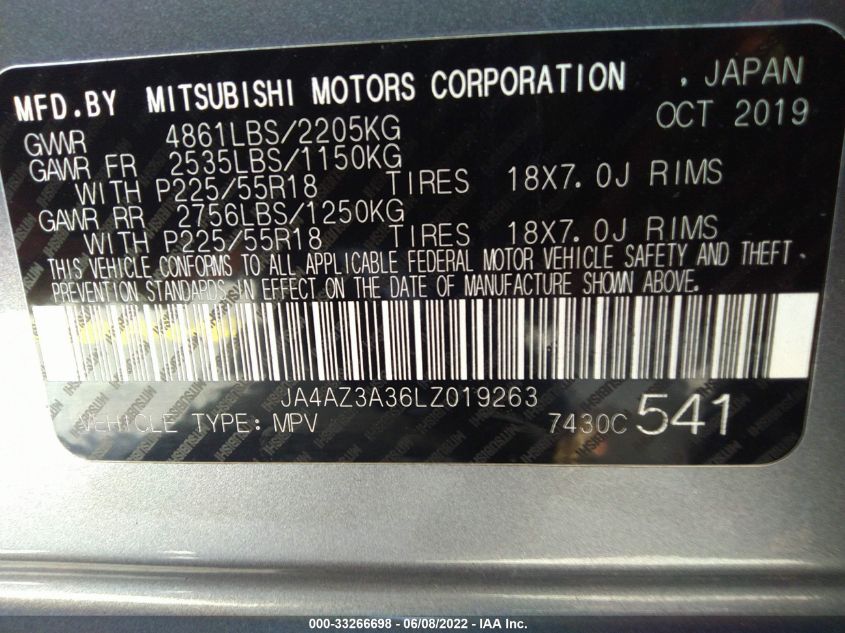 MFD.BY MITSUBISHI MOTORS CORPORATION , JAPAN
OCT 2019
GVWR 4861LBS/2205KG
GAWR FR 2535LBS/1150KG
WITH P225/55R18 TIRES 18X7.0J RIMS
GAWR RR 2756LBS/1250KG
WITH P225/55R18 TIRES 18X7.0J RIMS
THIS VEHICLE CONFORMS TO ALL APPLICABLE FEDERAL MOTOR VEHICLE SAFETY AND THEFT
PREVENTION STANDARDS IN EFFECT ON THE DATE OF MANUFACTURE SHOWN ABOVE.
JA4AZ3A36LZ019263
VEHICLE TYPE: MPV 7430C 541
000-33266698 - 06/08/2022 - IAA Inc.